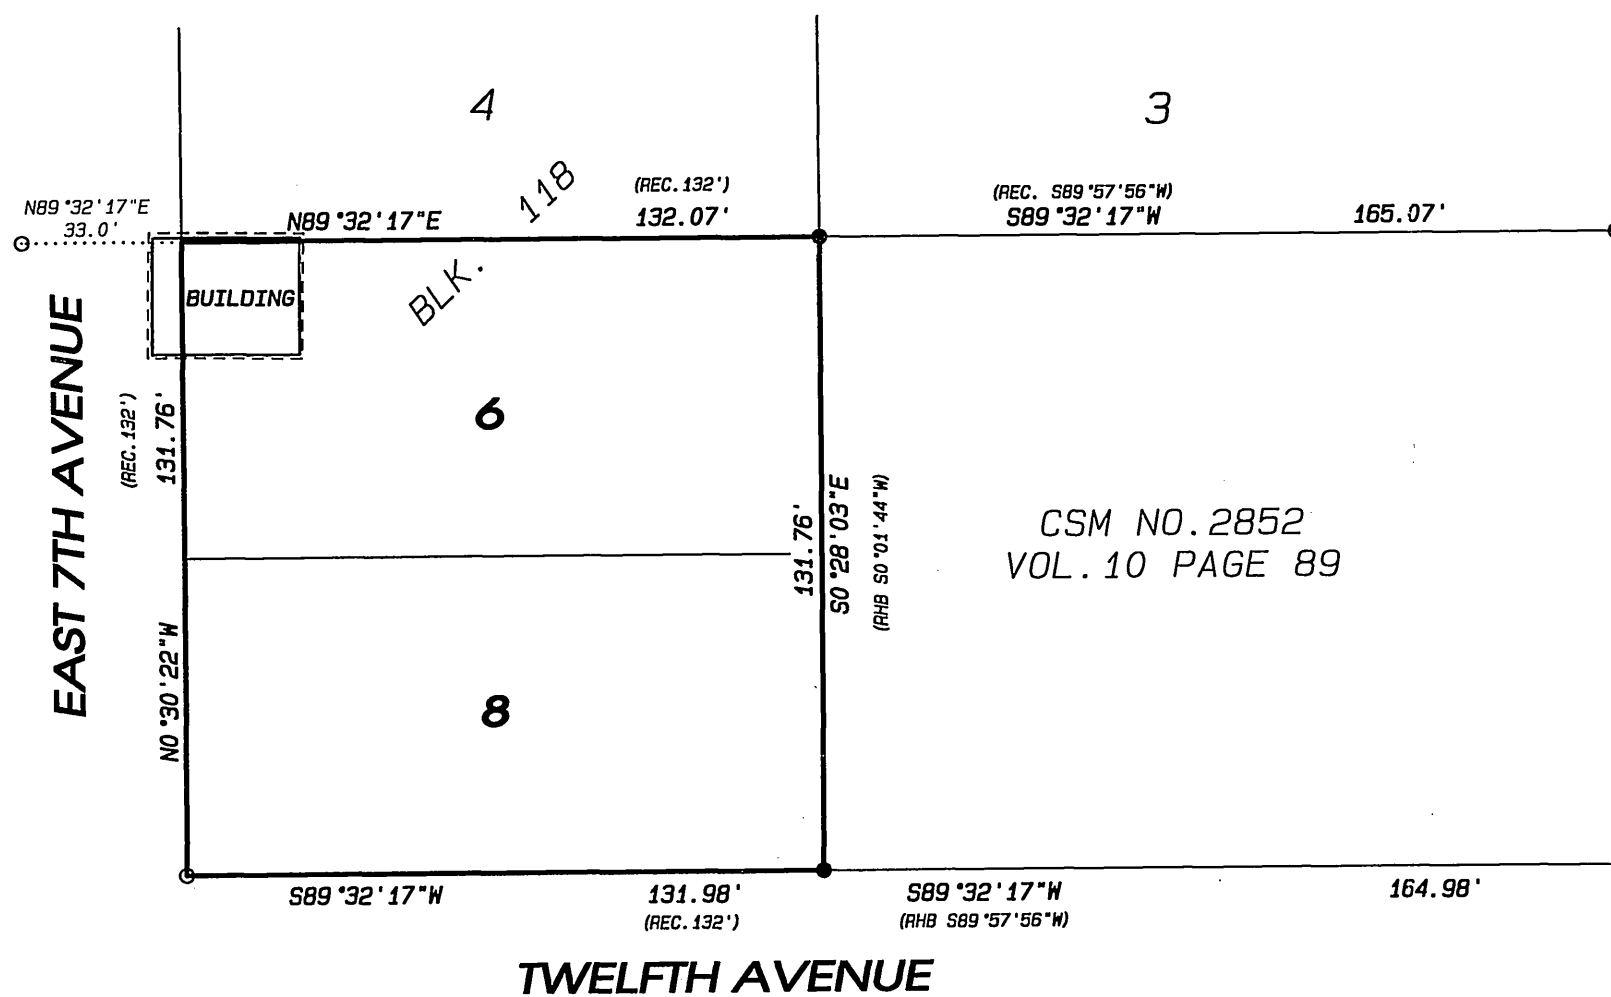 4
3
118
(REC. 132')
(REC. S89°57'56"W)
N89°32'17"E
33.0'
N89°32'17"E
132.07'
S89°32'17"W
165.07'
BLK.
BUILDING
EAST 7TH AVENUE
(REC. 132')
131.76'
6
131.76'
S0°28'03"E
(RHB S0°01'44"W)
CSM NO. 2852
VOL. 10 PAGE 89
N0°30'22"W
8
S89°32'17"W
131.98'
(REC. 132')
S89°32'17"W
(RHB S89°57'56"W)
164.98'
TWELFTH AVENUE